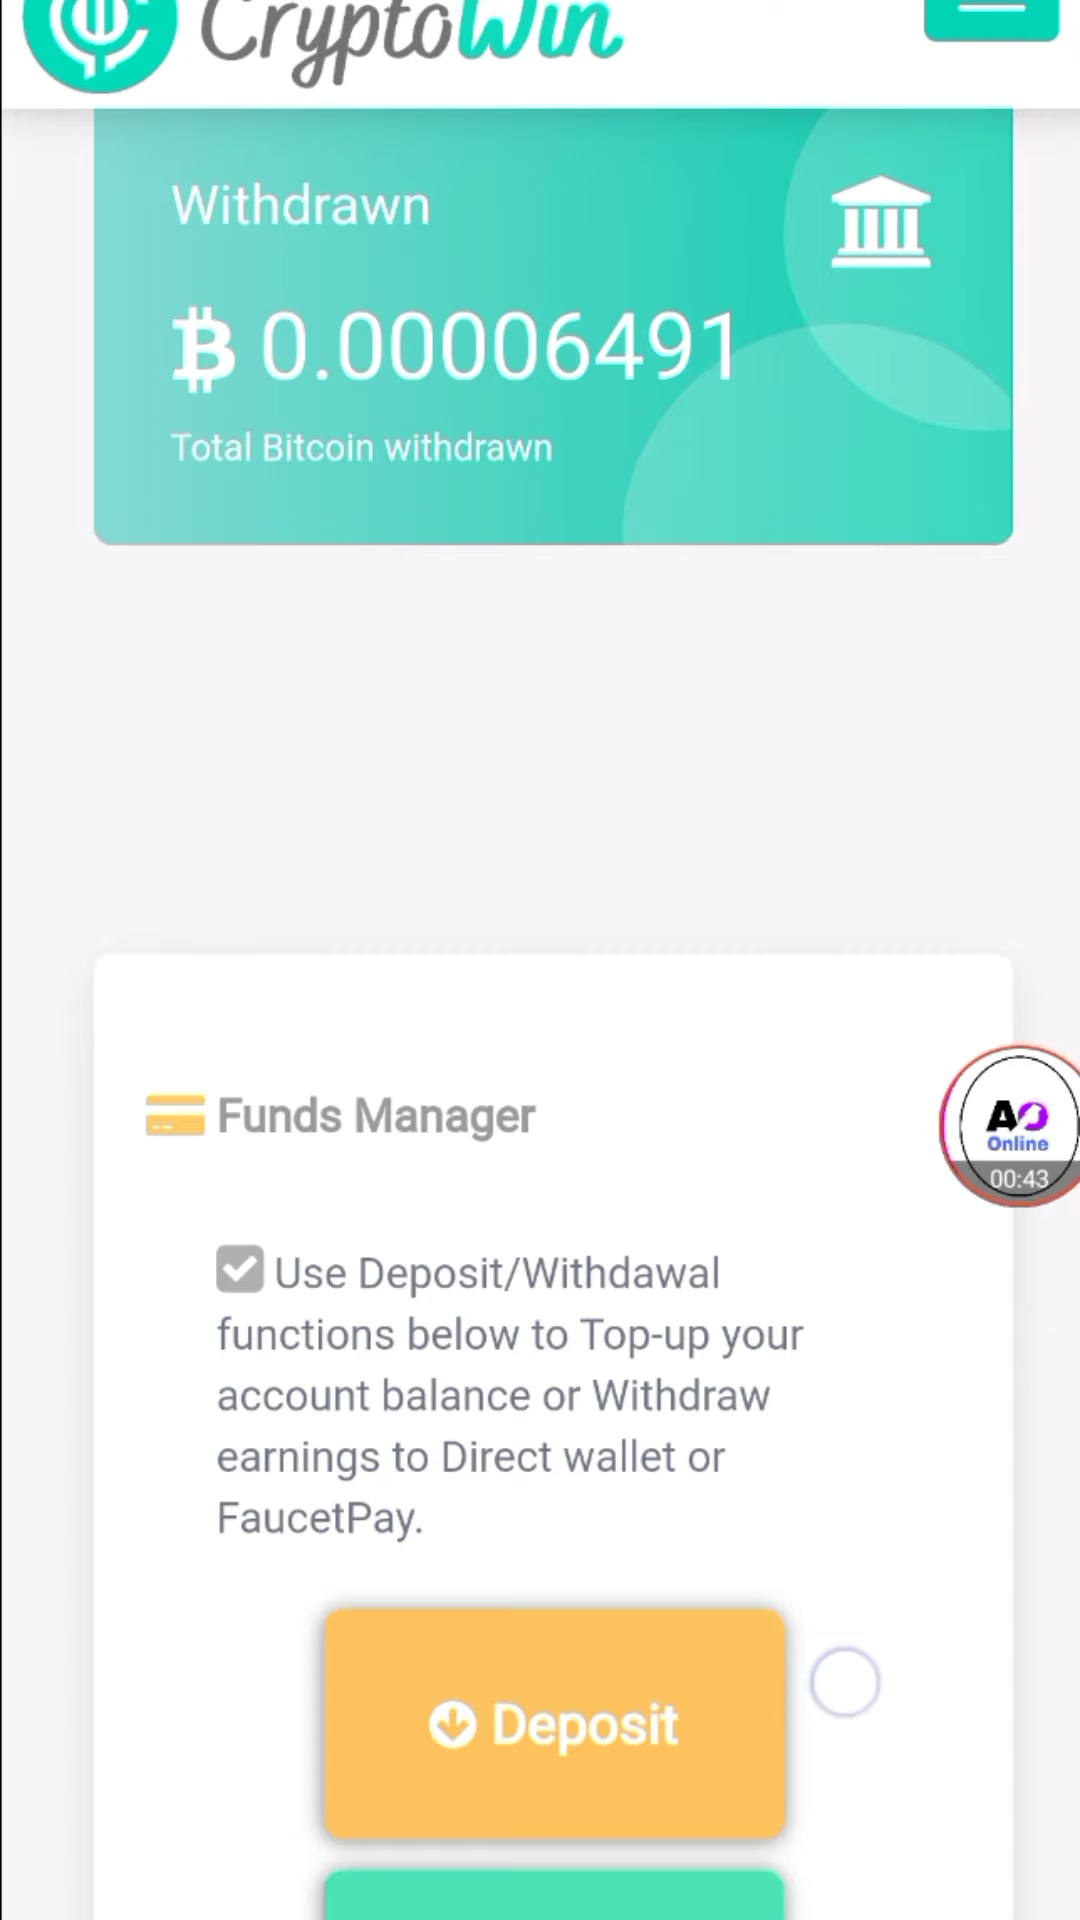 CryptoWin
Withdrawn
₿ 0.00006491
Total Bitcoin withdrawn
Funds Manager
AO
Online
00:43
Use Deposit/Withdawal
functions below to Top-up your
account balance or Withdraw
earnings to Direct wallet or
FaucetPay.
Deposit